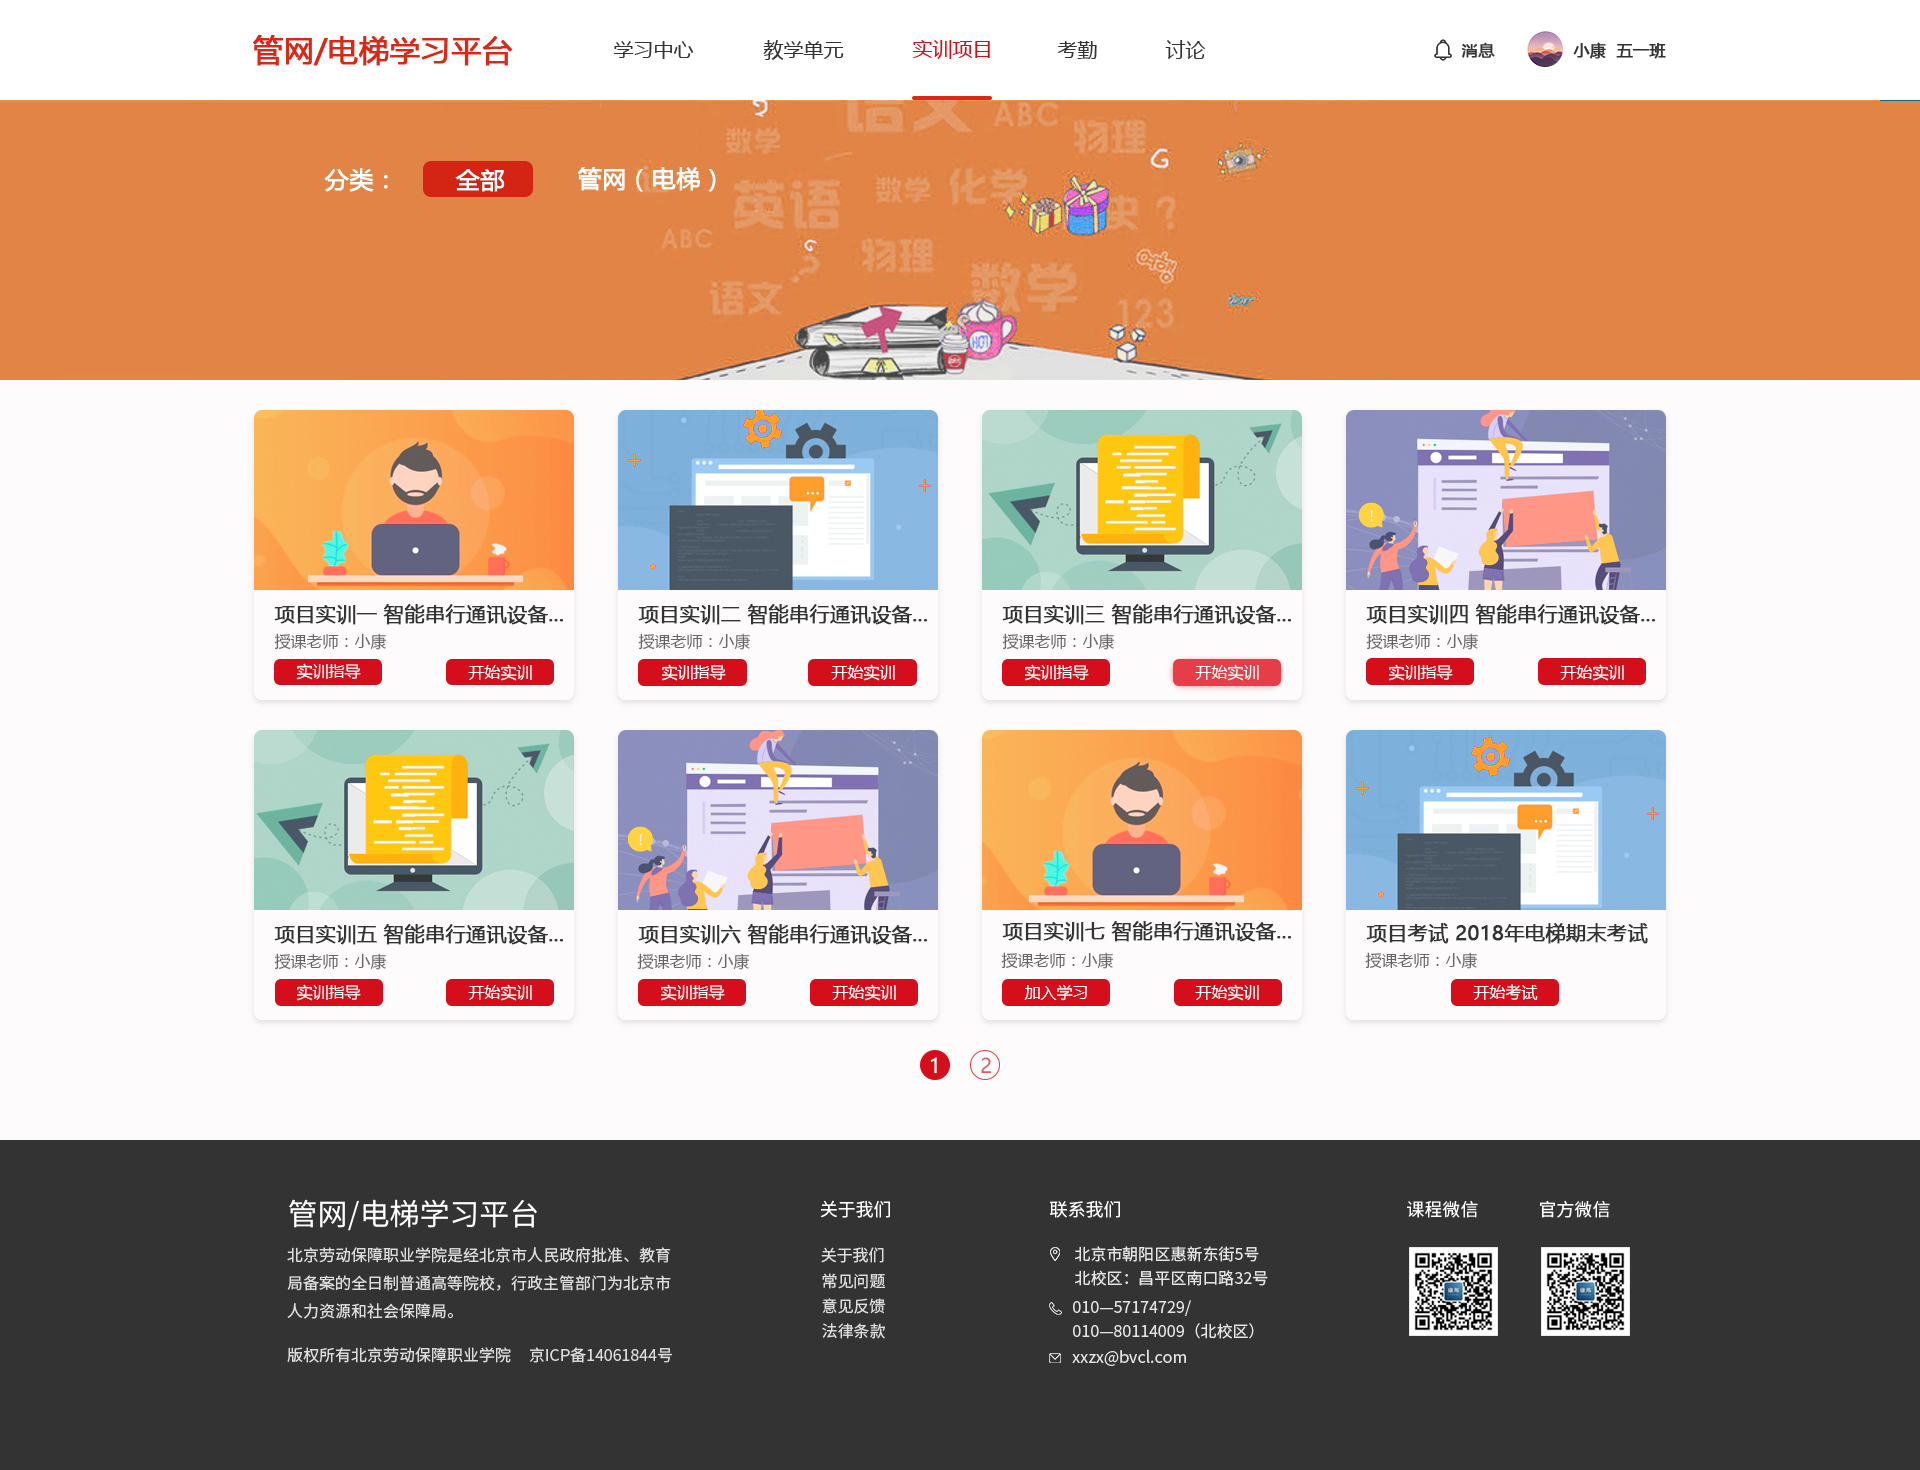 管网/电梯学习平台
学习中心
教学单元
实训项目
考勤
讨论
消息
小康 五一班
语文 ABC
数学
物理
分类：
全部
管网（电梯）
英语
数学
化学
史？
ABC
物理
数学
语文
123
HOT
项目实训一 智能串行通讯设备...
授课老师：小康
实训指导
开始实训
项目实训二 智能串行通讯设备...
授课老师：小康
实训指导
开始实训
项目实训三 智能串行通讯设备...
授课老师：小康
实训指导
开始实训
项目实训四 智能串行通讯设备...
授课老师：小康
实训指导
开始实训
项目实训五 智能串行通讯设备...
授课老师：小康
实训指导
开始实训
项目实训六 智能串行通讯设备...
授课老师：小康
实训指导
开始实训
项目实训七 智能串行通讯设备...
授课老师：小康
加入学习
开始实训
项目考试 2018年电梯期末考试
授课老师：小康
开始考试
1
2
管网/电梯学习平台
北京劳动保障职业学院是经北京市人民政府批准、教育
局备案的全日制普通高等院校，行政主管部门为北京市
人力资源和社会保障局。
版权所有北京劳动保障职业学院 京ICP备14061844号
关于我们
关于我们
常见问题
意见反馈
法律条款
联系我们
北京市朝阳区惠新东街5号
北校区：昌平区南口路32号
010—57174729/
010—80114009（北校区）
xxzx@bvcl.com
课程微信
官方微信